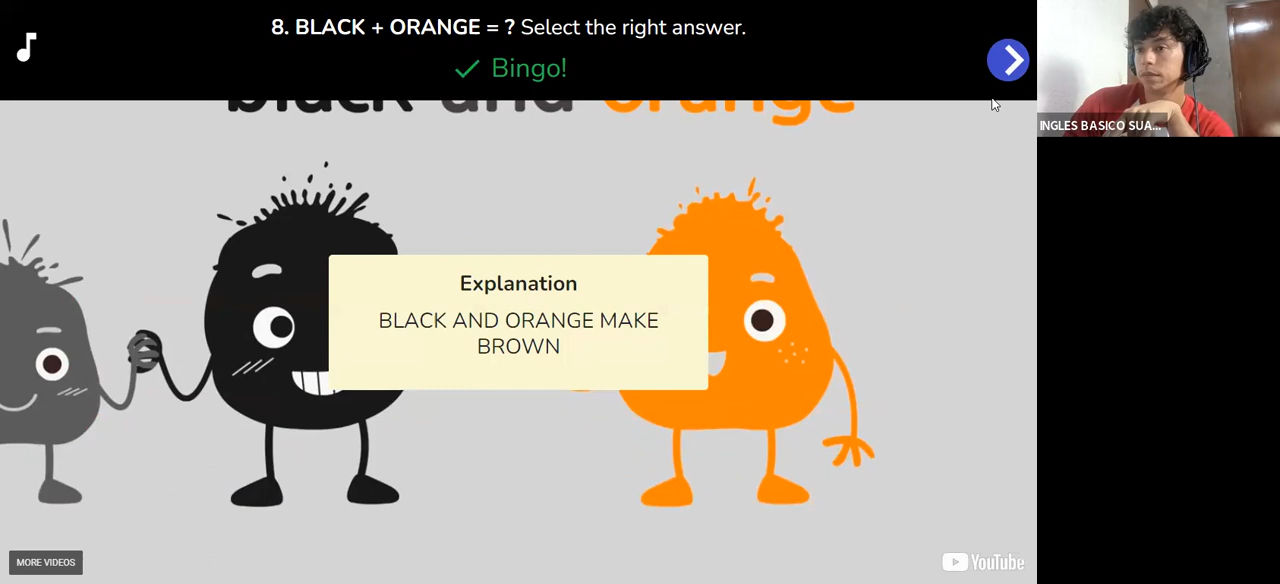 8. BLACK + ORANGE = ? Select the right answer.
Bingo!
black and orange
Explanation
BLACK AND ORANGE MAKE
BROWN
MORE VIDEOS
YouTube
INGLES BASICO SUA...